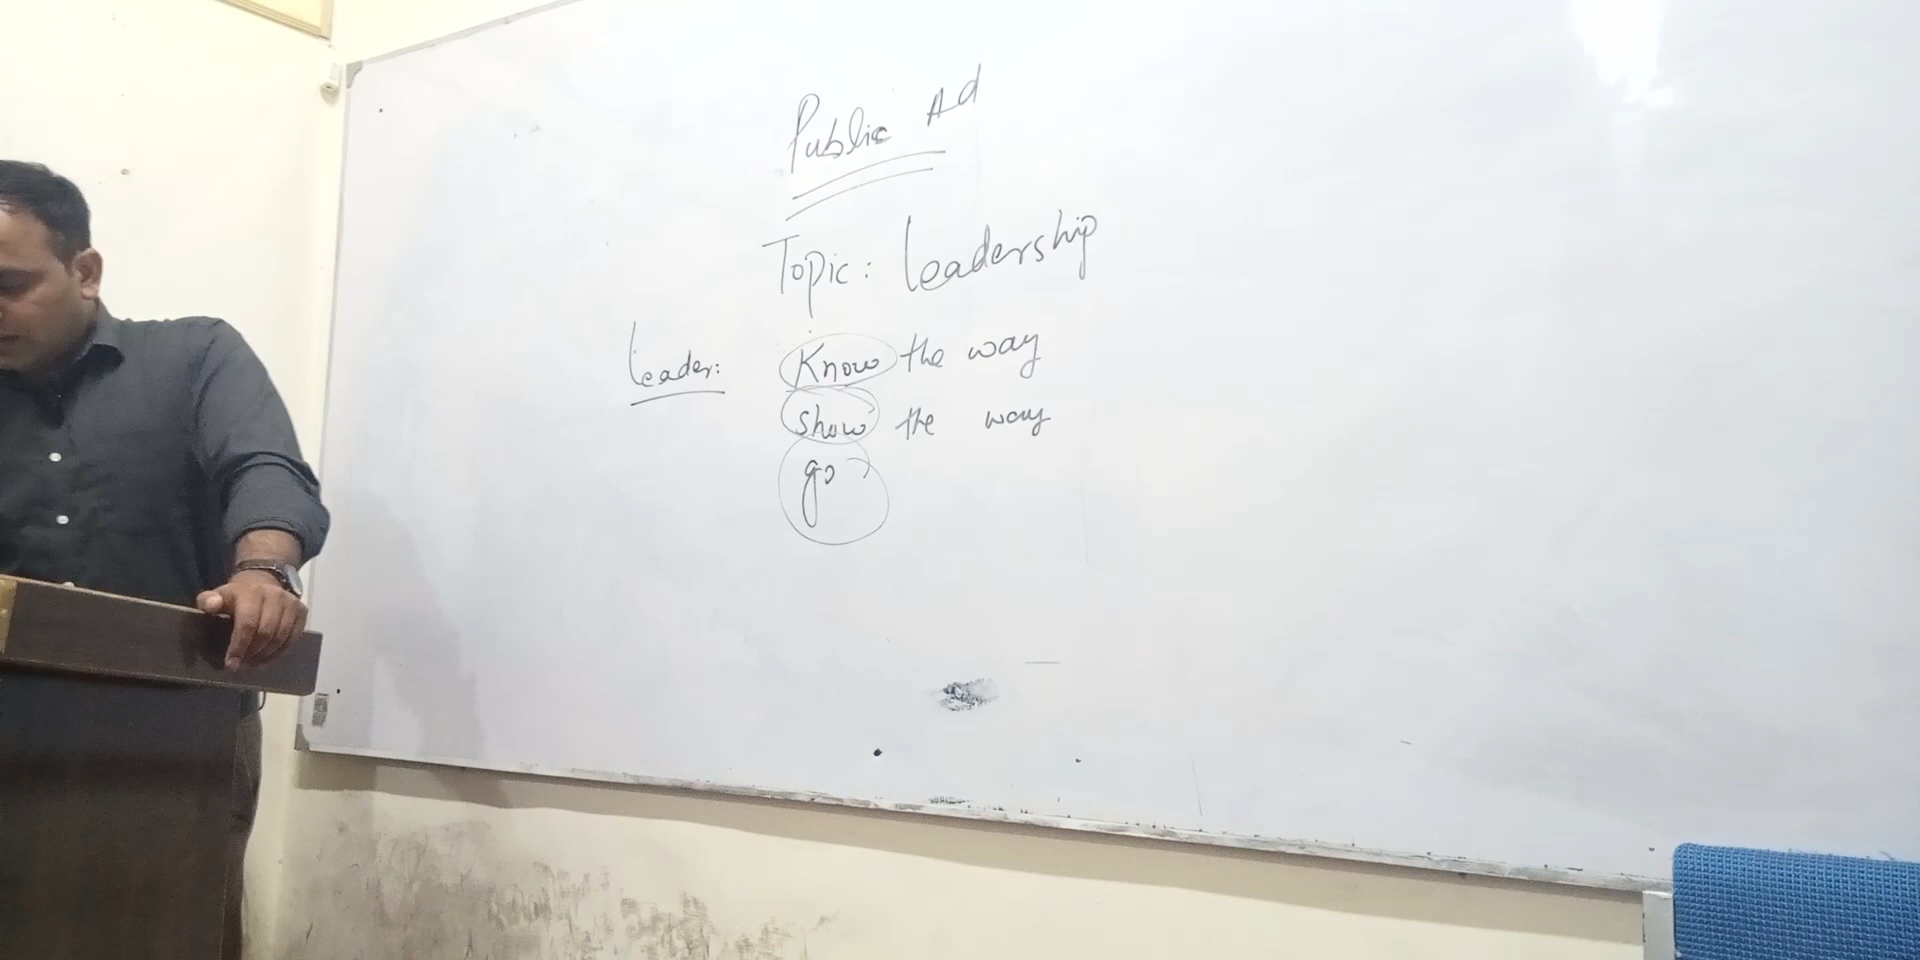 Public Ad
Topic: Leadership
Leader: Know the way
show the way
go